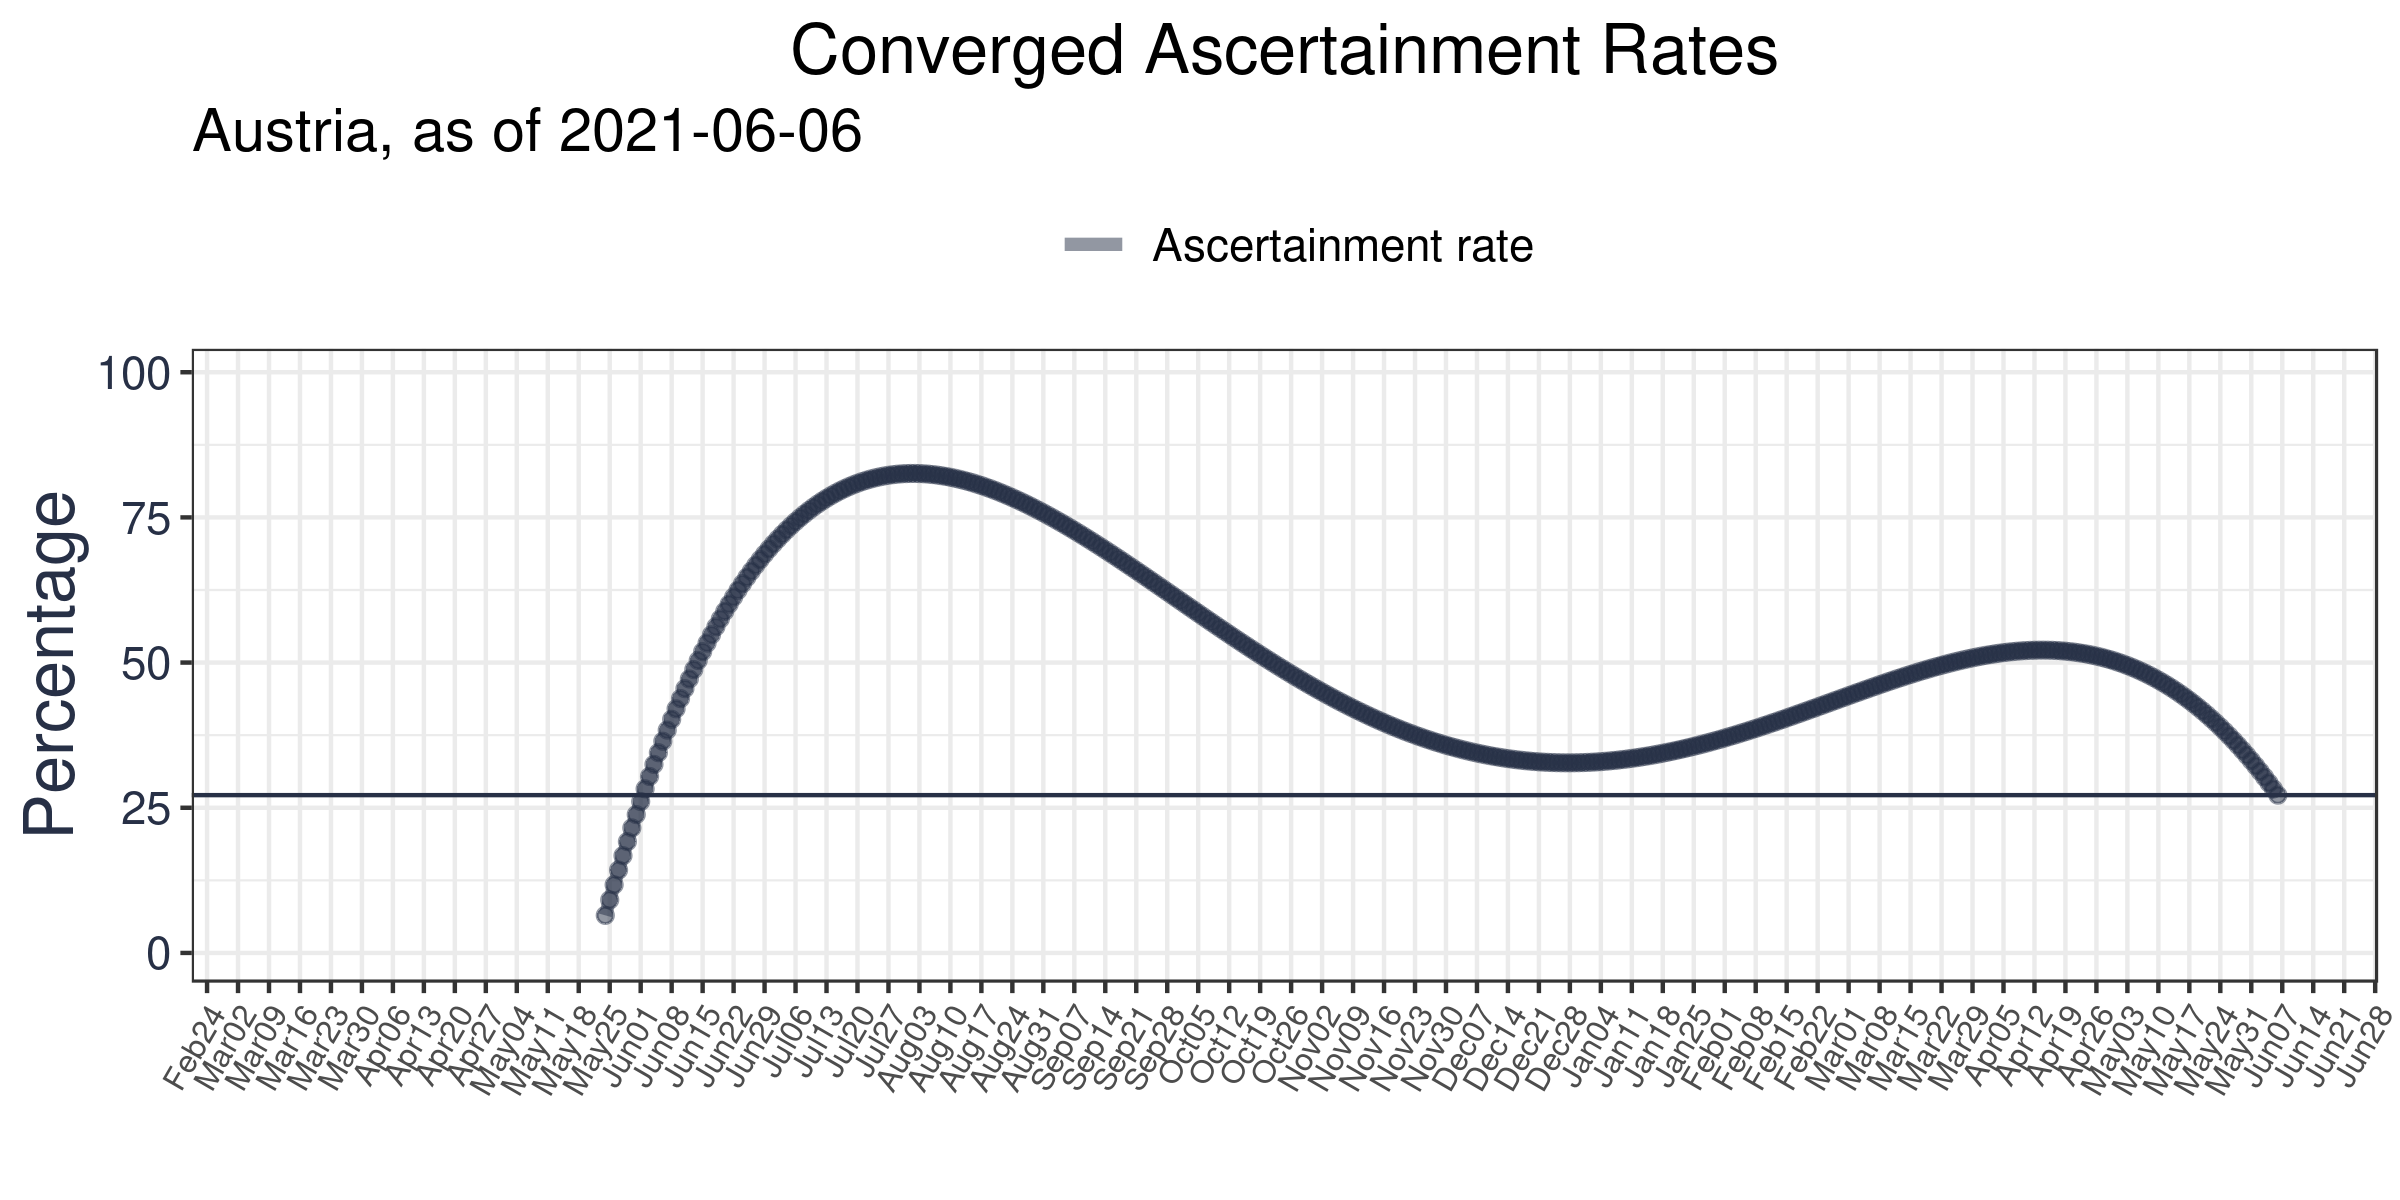 Converged Ascertainment Rates
Austria, as of 2021-06-06
Ascertainment rate
Percentage
100
75
50
25
0
Feb24
Mar02
Mar09
Mar16
Mar23
Mar30
Apr06
Apr13
Apr20
Apr27
May04
May11
May18
May25
Jun01
Jun08
Jun15
Jun22
Jun29
Jul06
Jul13
Jul20
Jul27
Aug03
Aug10
Aug17
Aug24
Aug31
Sep07
Sep14
Sep21
Sep28
Oct05
Oct12
Oct19
Oct26
Nov02
Nov09
Nov16
Nov23
Nov30
Dec07
Dec14
Dec21
Dec28
Jan04
Jan11
Jan18
Jan25
Feb01
Feb08
Feb15
Feb22
Mar01
Mar08
Mar15
Mar22
Mar29
Apr05
Apr12
Apr19
Apr26
May03
May10
May17
May24
May31
Jun07
Jun14
Jun21
Jun28